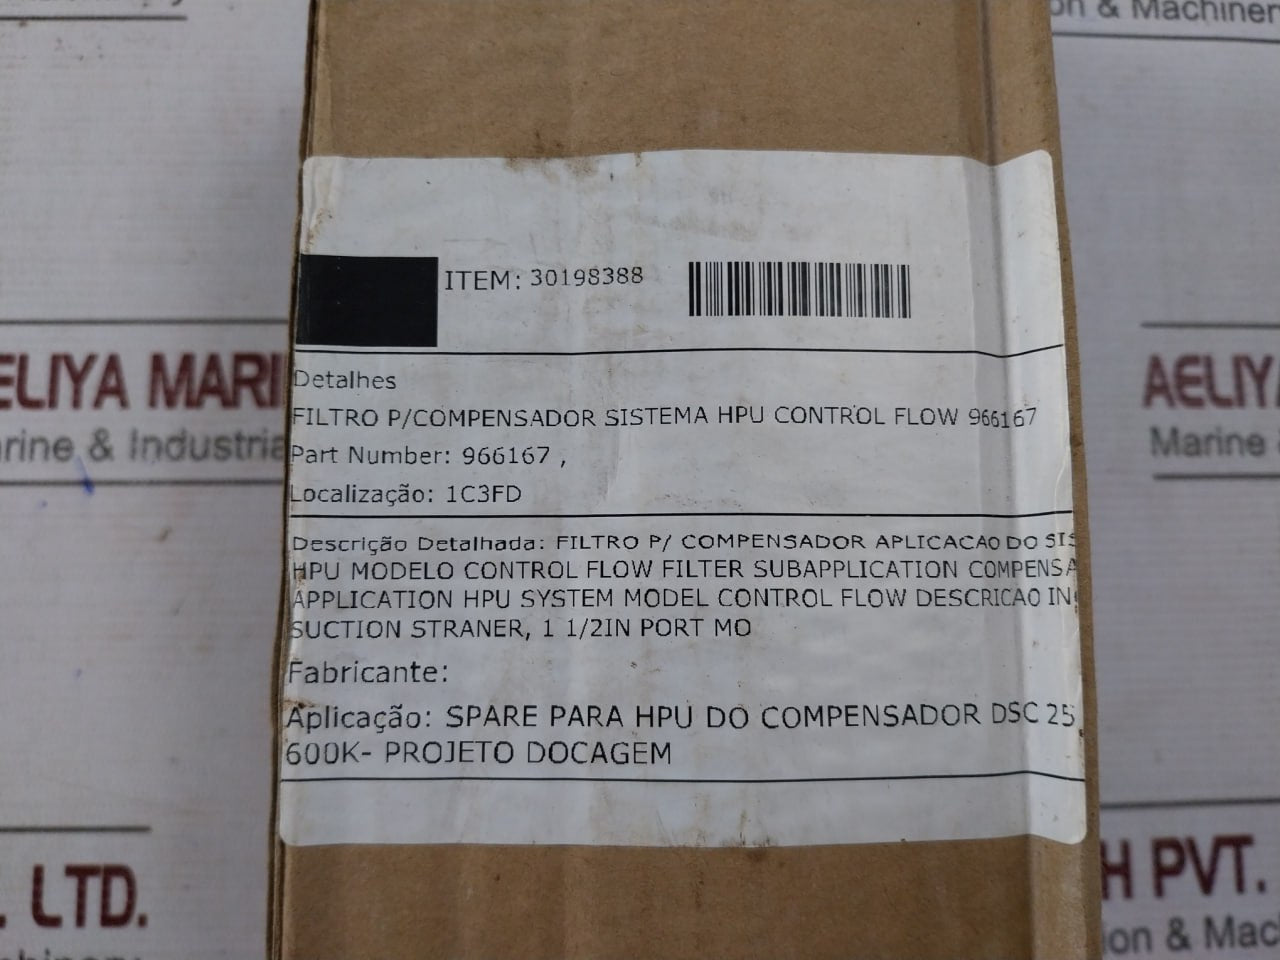 on & Machiner
ITEM: 30198388
Detalhes
FILTRO P/COMPENSADOR SISTEMA HPU CONTROL FLOW 966167
Part Number: 966167 ,
Localização: 1C3FD
Descrição Detalhada: FILTRO P/ COMPENSADOR APLICACAO DO SIS
HPU MODELO CONTROL FLOW FILTER SUBAPPLICATION COMPENSA
APPLICATION HPU SYSTEM MODEL CONTROL FLOW DESCRICAO IN
SUCTION STRANER, 1 1/2IN PORT MO
Fabricante:
Aplicação: SPARE PARA HPU DO COMPENSADOR DSC 25
600K- PROJETO DOCAGEM
ELIYA MARI
arine & Industria
AELIYA
Marine &
. LTD.
H PVT.
ion & Mac